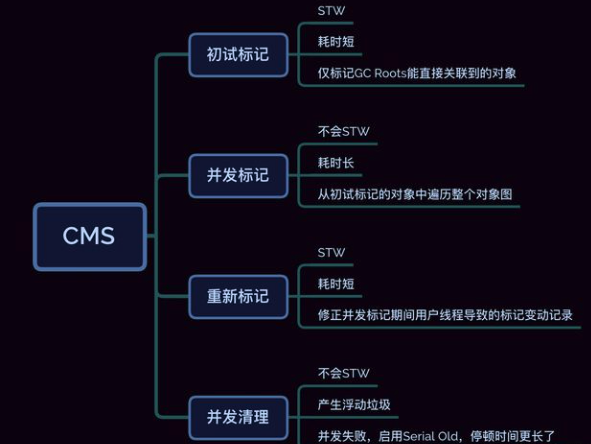 STW
耗时短
初试标记
仅标记GC Roots能直接关联到的对象
不会STW
耗时长
并发标记
从初试标记的对象中遍历整个对象图
CMS
STW
耗时短
重新标记
修正并发标记期间用户线程导致的标记变动记录
不会STW
产生浮动垃圾
并发清理
并发失败，启用Serial Old，停顿时间更长了